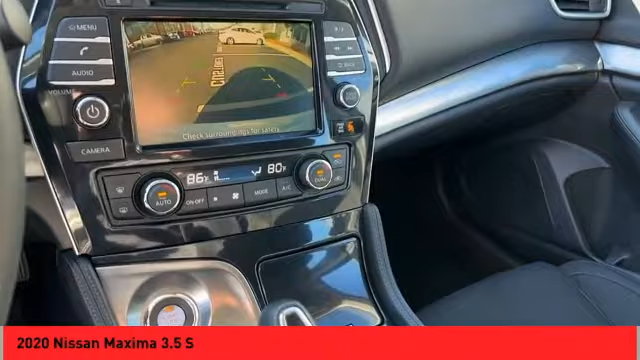 MENU
AUDIO
VOLUME
CAMERA
Check surroundings for safety
BACK
86°F
80°F
AUTO
ON·OFF
MODE
A/C
DUAL
2020 Nissan Maxima 3.5 S